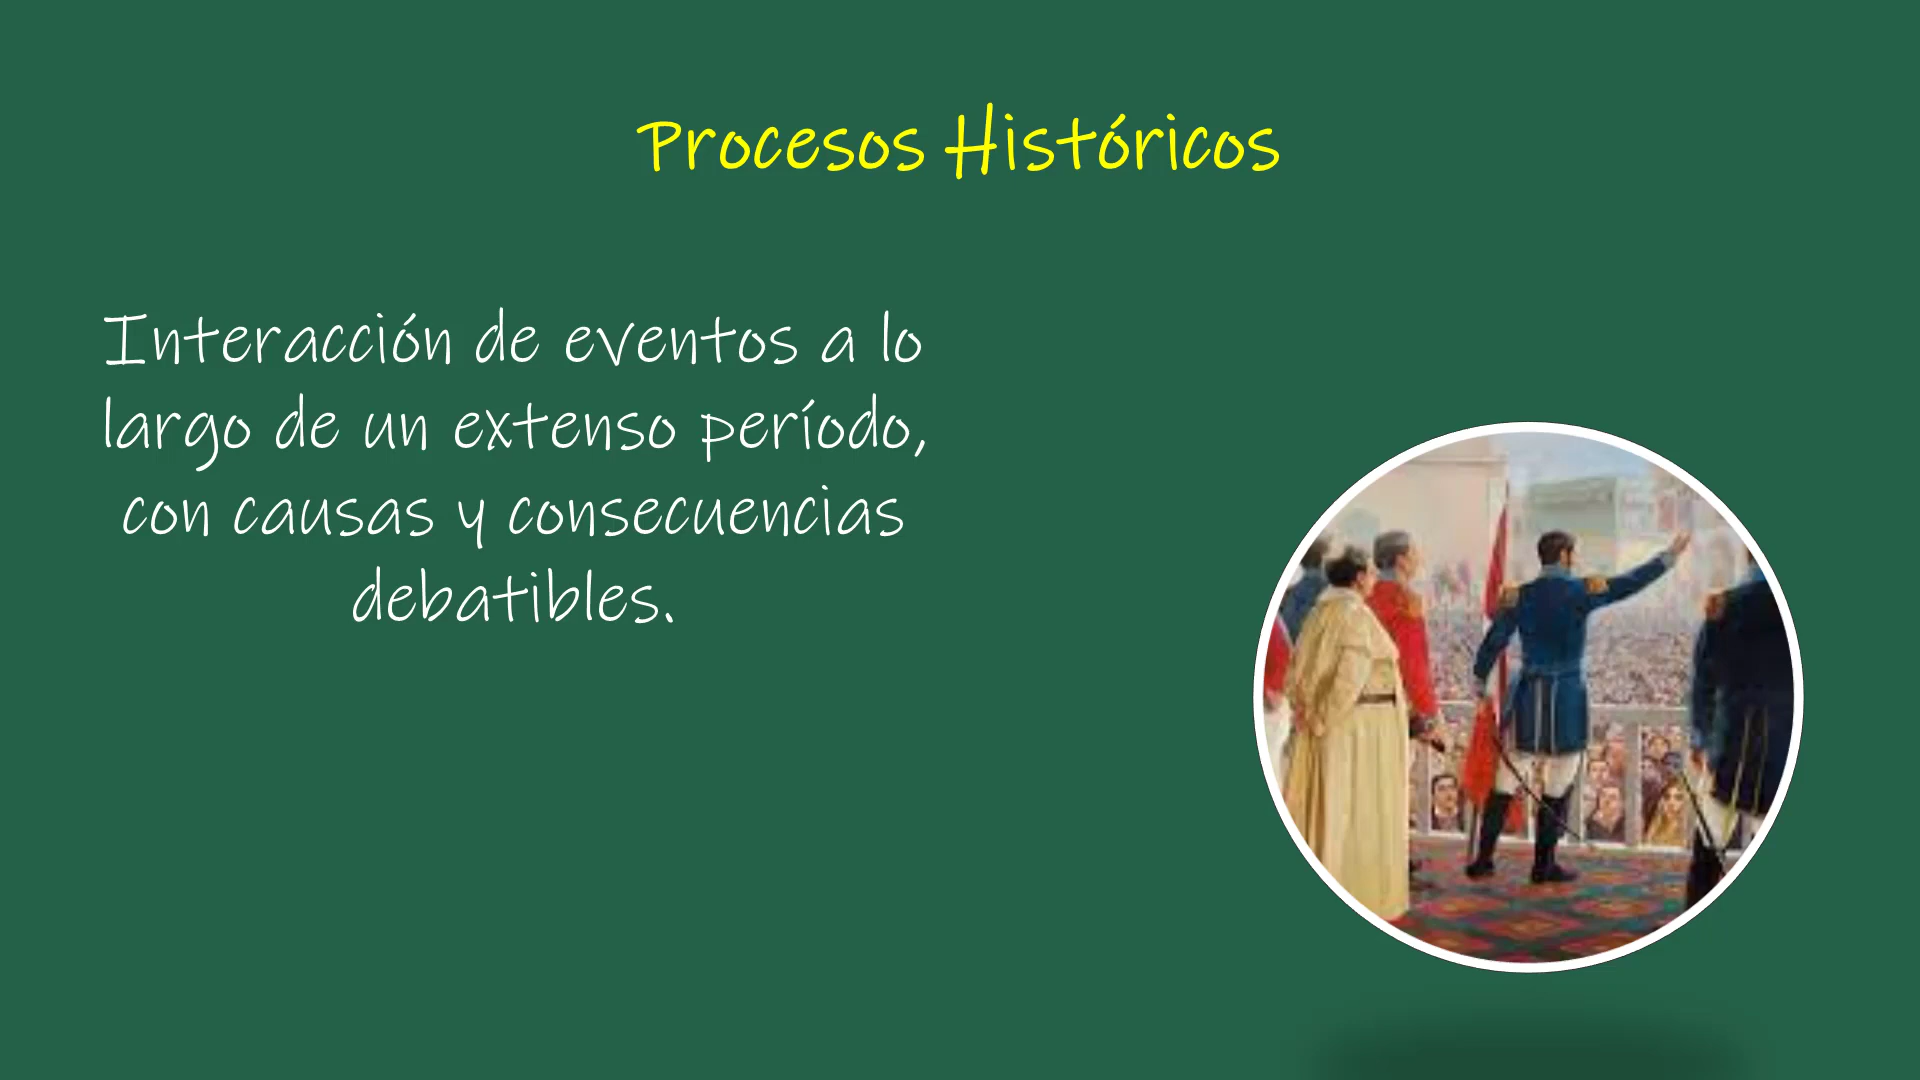 Procesos Históricos
Interacción de eventos a lo
largo de un extenso período,
con causas y consecuencias
debatibles.